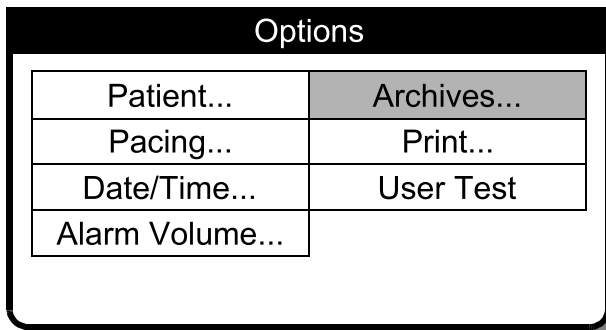 Options
Patient... Archives...
Pacing... Print...
Date/Time... User Test
Alarm Volume...